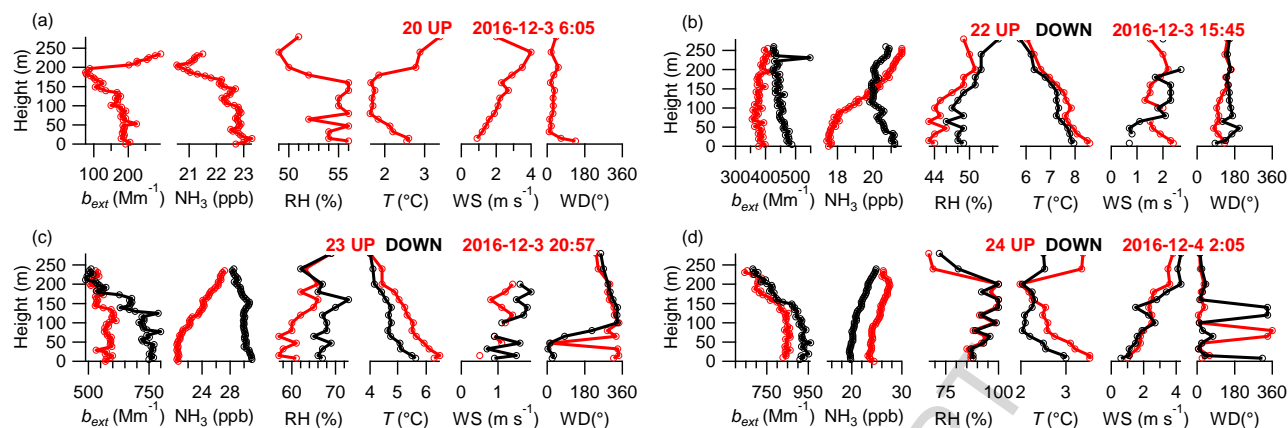 (a) 20 UP 2016-12-3 6:05
Height (m)
250
200
150
100
50
0
100 200 21 22 23 50 55 2 3 0 2 4 0 180 360
b_ext (Mm⁻¹) NH₃ (ppb) RH (%) T (°C) WS (m s⁻¹) WD(°)
(b) 22 UP DOWN 2016-12-3 15:45
Height (m)
250
200
150
100
50
0
300 400 500 18 20 44 50 6 7 8 0 1 2 0 180 360
b_ext (Mm⁻¹) NH₃ (ppb) RH (%) T (°C) WS (m s⁻¹) WD(°)
(c) 23 UP DOWN 2016-12-3 20:57
Height (m)
250
200
150
100
50
0
500 750 24 28 60 70 4 5 6 1 0 180 360
b_ext (Mm⁻¹) NH₃ (ppb) RH (%) T (°C) WS (m s⁻¹) WD(°)
(d) 24 UP DOWN 2016-12-4 2:05
Height (m)
250
200
150
100
50
0
750 950 20 30 75 100 2 3 0 2 4 0 180 360
b_ext (Mm⁻¹) NH₃ (ppb) RH (%) T (°C) WS (m s⁻¹) WD(°)